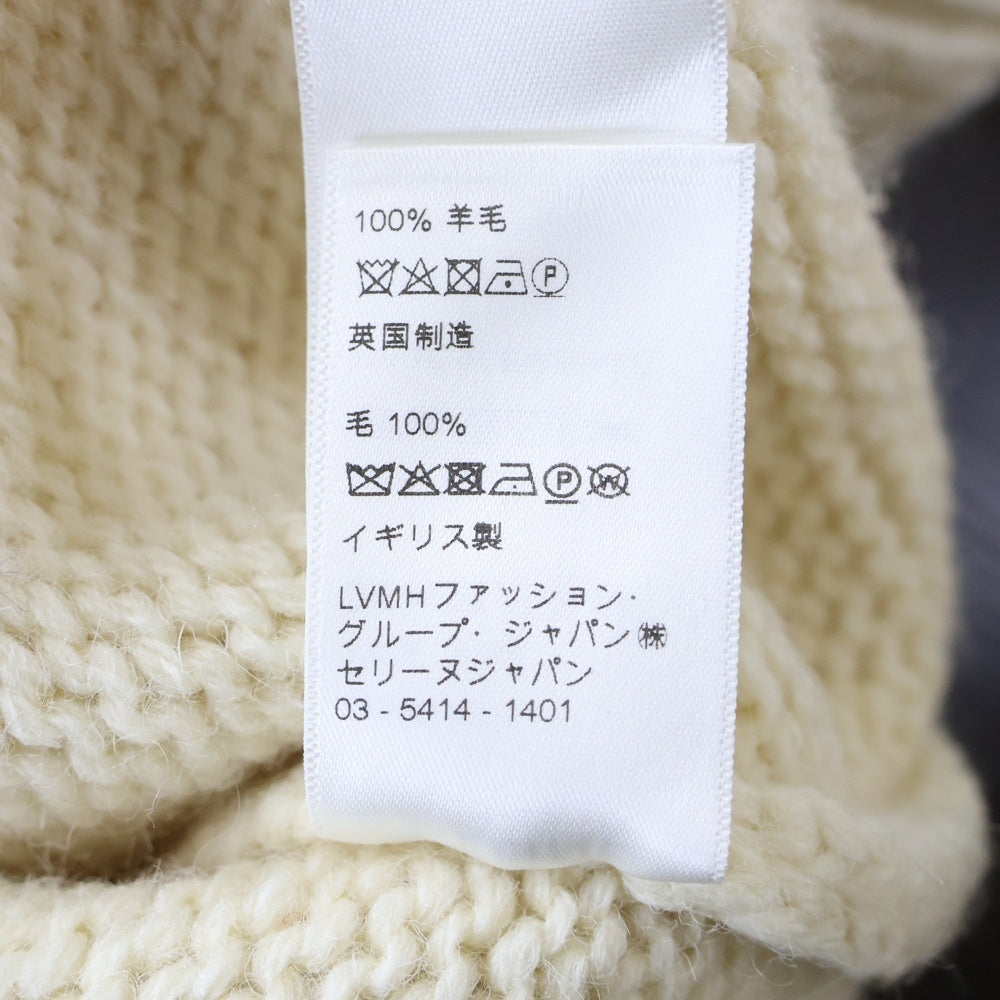 100% 羊毛
英国制造
毛 100%
イギリス製
LVMHファッション·
グループ· ジャパン㈱
セリーヌジャパン
03 - 5414 - 1401